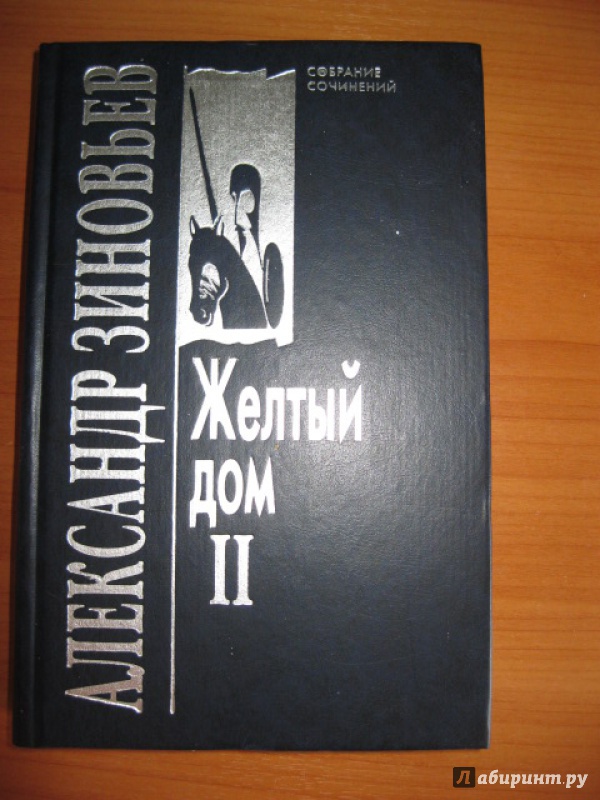 АЛЕКСАНДР ЗИНОВЬЕВ
СОБРАНИЕ
СОЧИНЕНИЙ
Желтый
дом
II
Лабиринт.ру